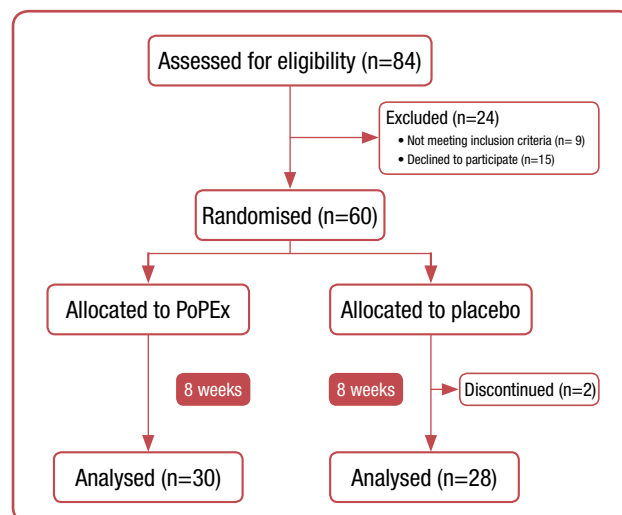 Assessed for eligibility (n=84)
Excluded (n=24)
• Not meeting inclusion criteria (n= 9)
• Declined to participate (n=15)
Randomised (n=60)
Allocated to PoPEx
Allocated to placebo
8 weeks
8 weeks
Discontinued (n=2)
Analysed (n=30)
Analysed (n=28)